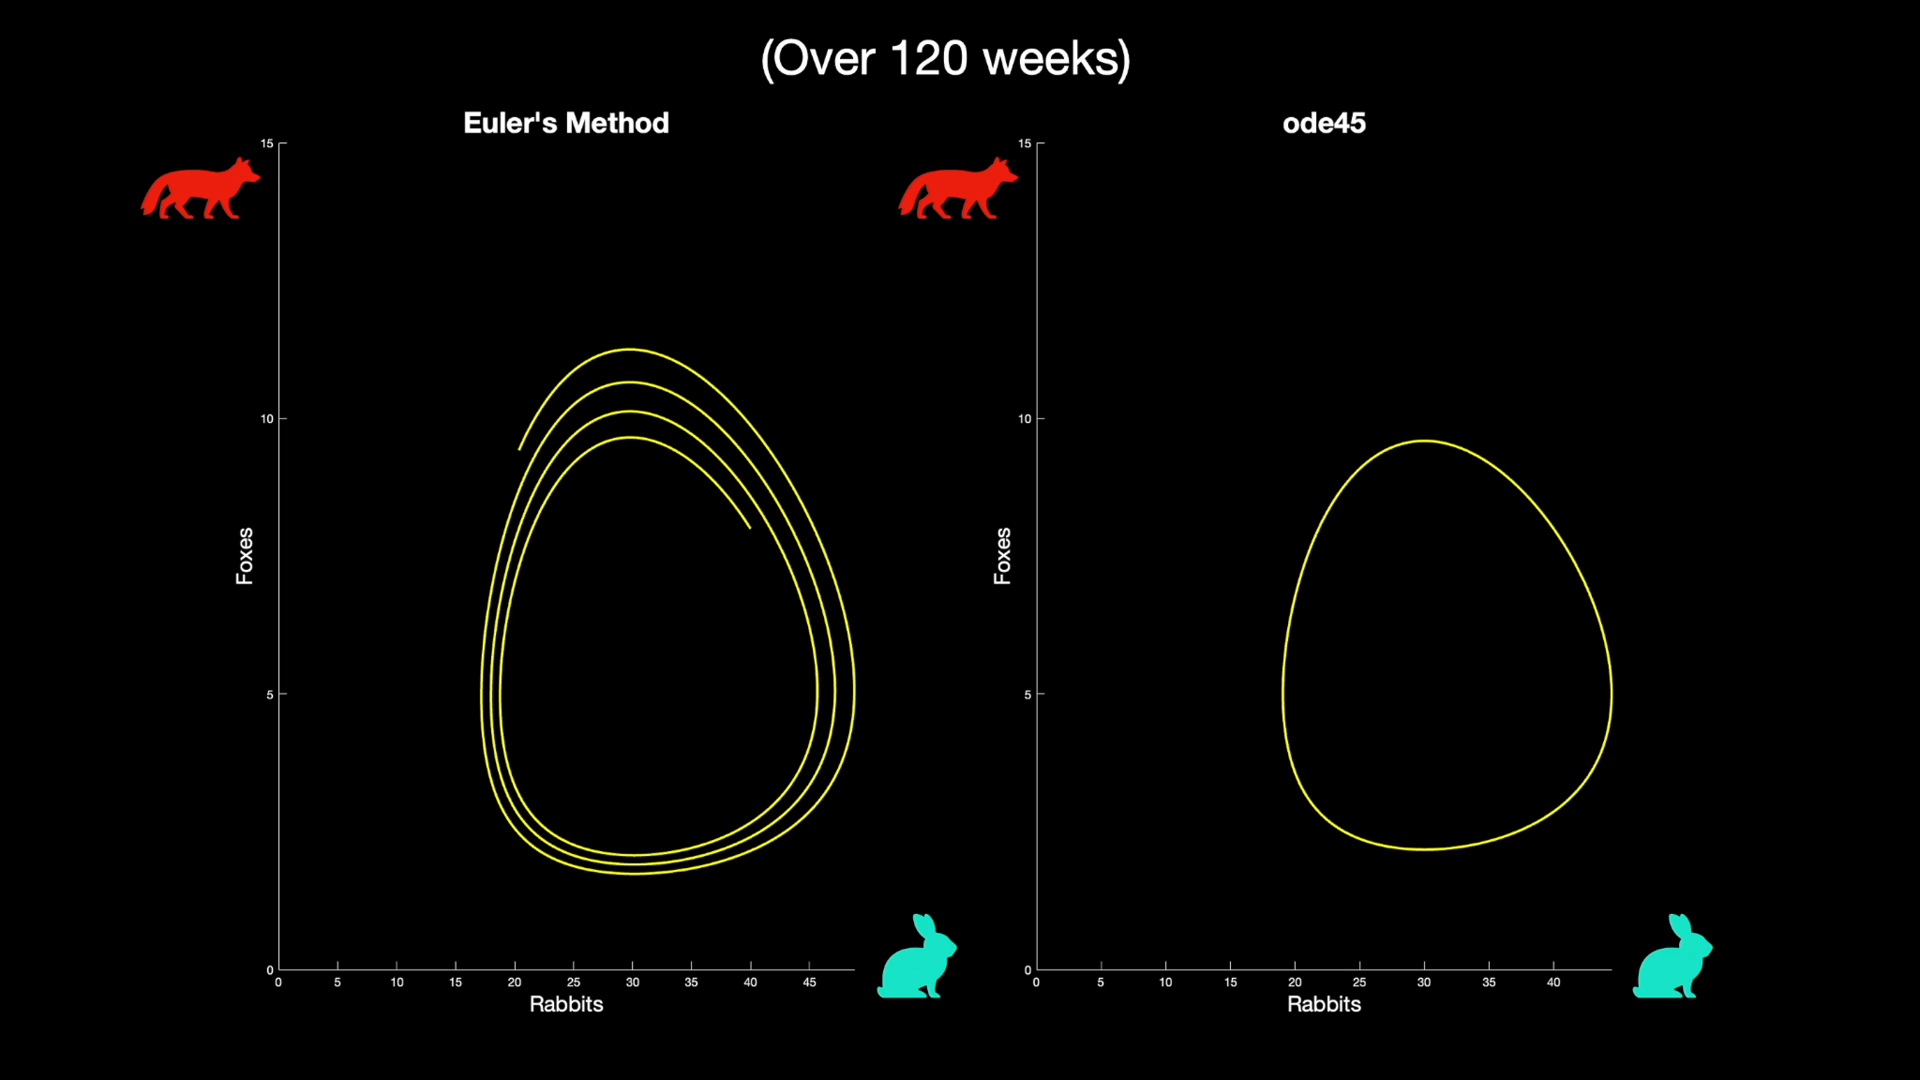 (Over 120 weeks)
Euler's Method
15
10
5
0
Foxes
0 5 10 15 20 25 30 35 40 45
Rabbits
ode45
15
10
5
0
Foxes
0 5 10 15 20 25 30 35 40
Rabbits